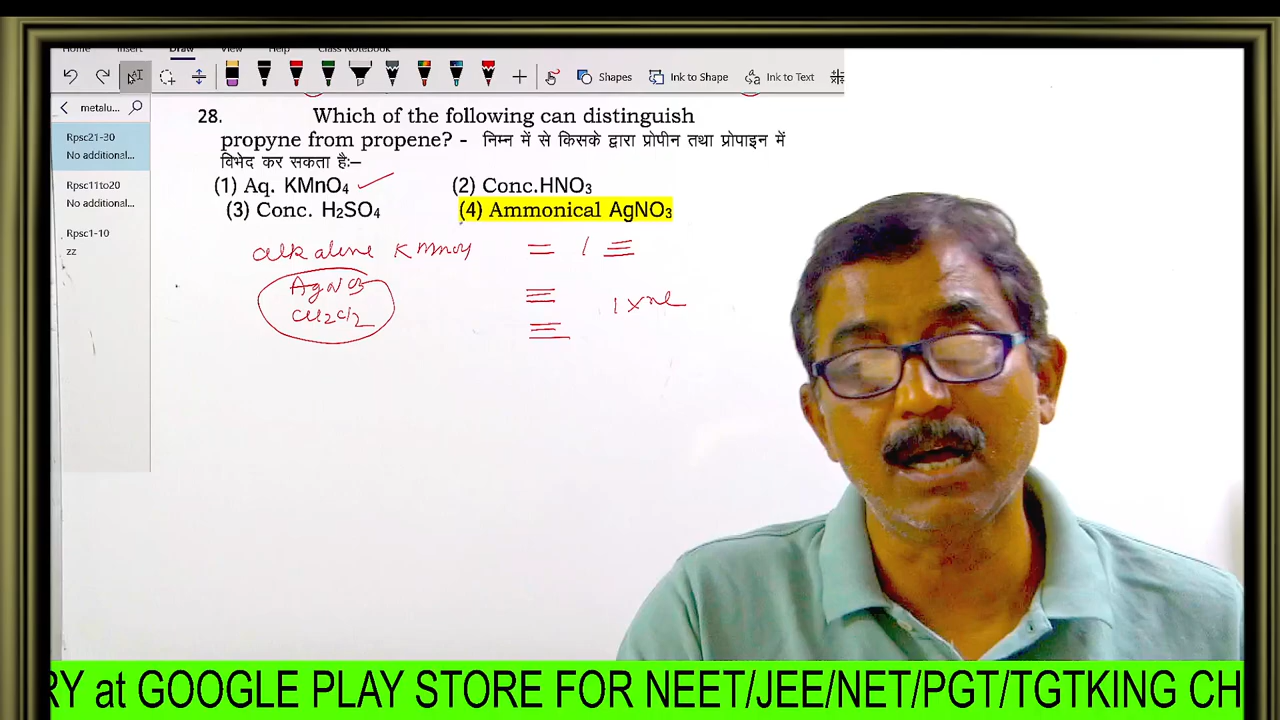 Home Insert Draw View Help Class Notebook
Shapes Ink to Shape Ink to Text
metalu...
Rpsc21-30
No additional...
Rpsc11to20
No additional...
Rpsc1-10
zz
28. Which of the following can distinguish
propyne from propene? - निम्न में से किसके द्वारा प्रोपीन तथा प्रोपाइन में
विभेद कर सकता है:–
(1) Aq. KMnO₄ (2) Conc.HNO₃
(3) Conc. H₂SO₄ (4) Ammonical AgNO₃
alkaline KMnO4 = / ≡
AgNO3 ≡
Cu2Cl2 ≡
RY at GOOGLE PLAY STORE FOR NEET/JEE/NET/PGT/TGTKING CH